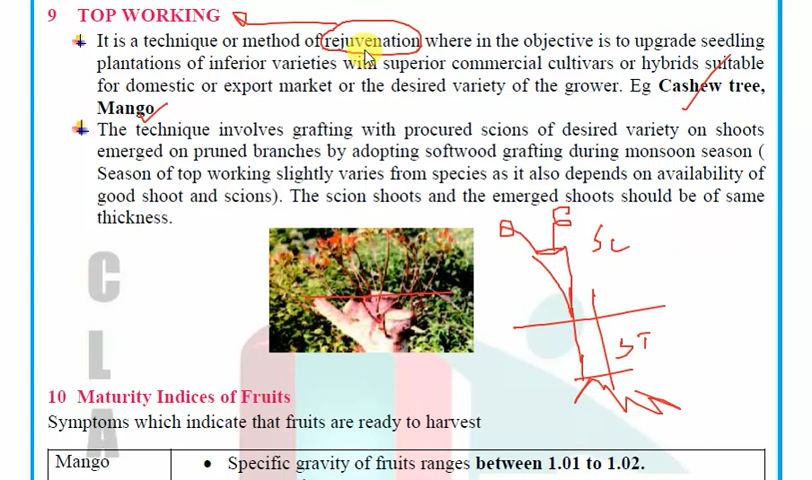 9 TOP WORKING
It is a technique or method of rejuvenation where in the objective is to upgrade seedling
plantations of inferior varieties with superior commercial cultivars or hybrids suitable
for domestic or export market or the desired variety of the grower. Eg Cashew tree,
Mango
The technique involves grafting with procured scions of desired variety on shoots
emerged on pruned branches by adopting softwood grafting during monsoon season (
Season of top working slightly varies from species as it also depends on availability of
good shoot and scions). The scion shoots and the emerged shoots should be of same
thickness.
SC
ST
C
L
A
10 Maturity Indices of Fruits
Symptoms which indicate that fruits are ready to harvest
Mango
• Specific gravity of fruits ranges between 1.01 to 1.02.